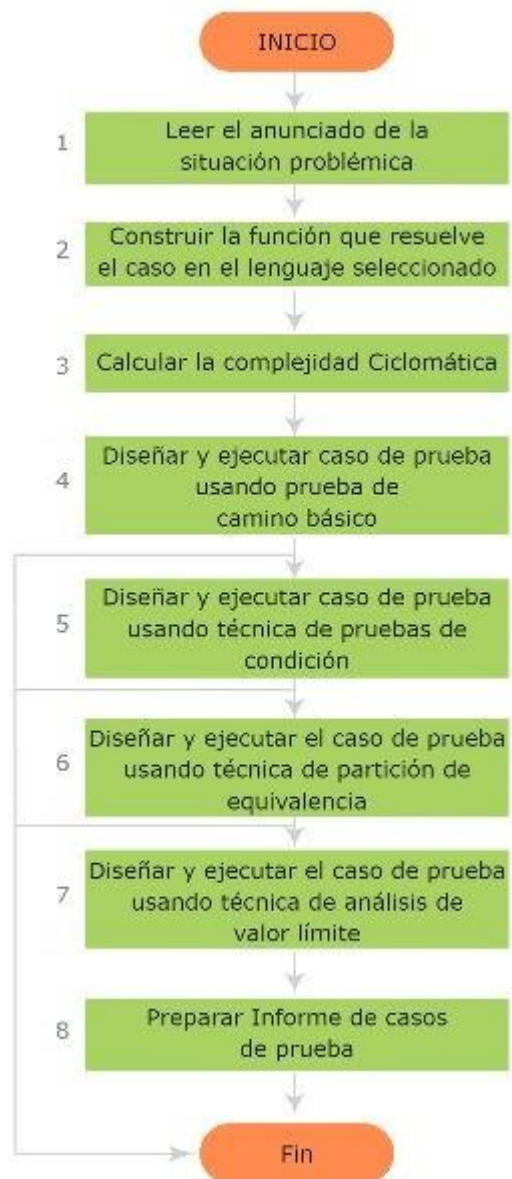 INICIO
1
Leer el anunciado de la
situación problémica
2
Construir la función que resuelve
el caso en el lenguaje seleccionado
3
Calcular la complejidad Ciclomática
4
Diseñar y ejecutar caso de prueba
usando prueba de
camino básico
5
Diseñar y ejecutar caso de prueba
usando técnica de pruebas de
condición
6
Diseñar y ejecutar el caso de prueba
usando técnica de partición de
equivalencia
7
Diseñar y ejecutar el caso de prueba
usando técnica de análisis de
valor límite
8
Preparar Informe de casos
de prueba
Fin